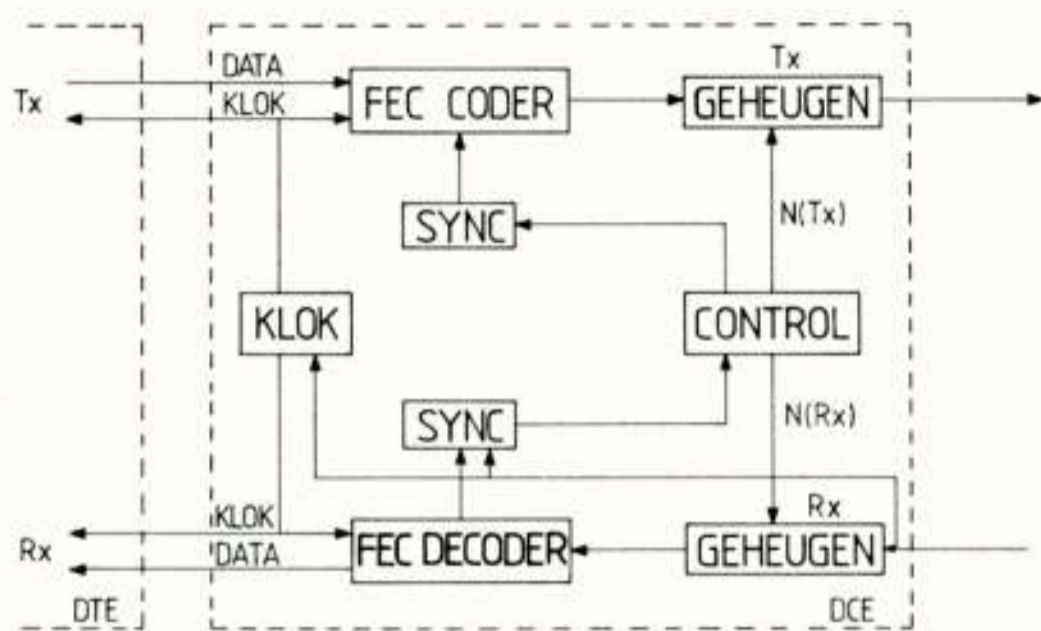 DATA
Tx
Tx
KLOK
FEC CODER
GEHEUGEN
SYNC
N(Tx)
KLOK
CONTROL
SYNC
N(Rx)
KLOK
Rx
Rx
DATA
FEC DECODER
GEHEUGEN
DTE
DCE